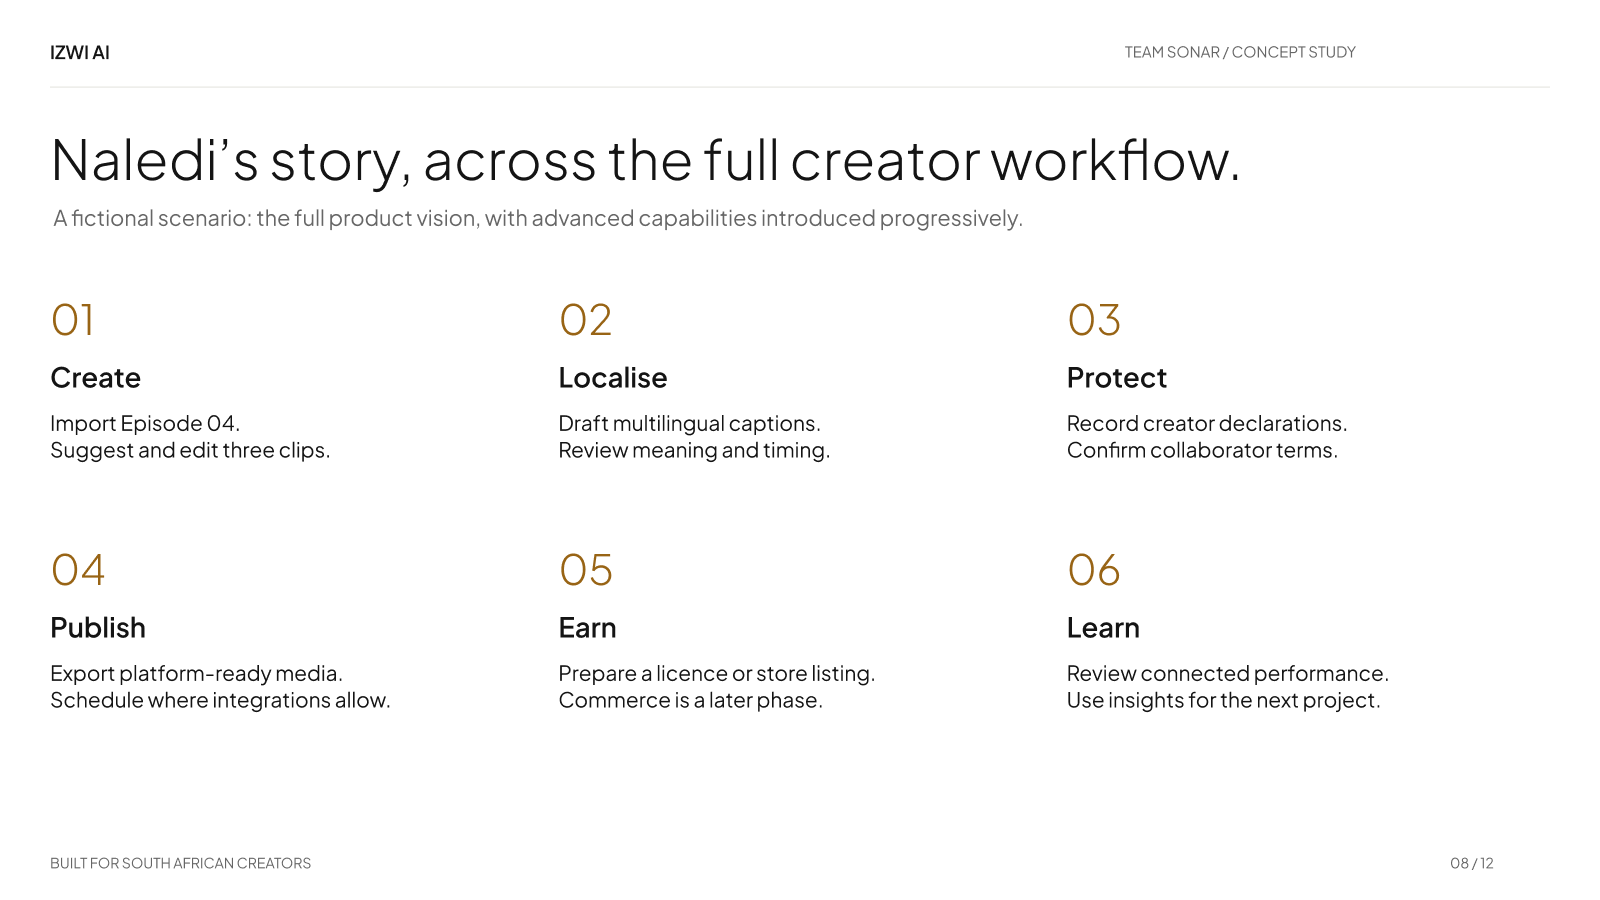 IZWI AI
TEAM SONAR / CONCEPT STUDY
Naledi’s story, across the full creator workflow.
A fictional scenario: the full product vision, with advanced capabilities introduced progressively.
01
Create
Import Episode 04.
Suggest and edit three clips.
02
Localise
Draft multilingual captions.
Review meaning and timing.
03
Protect
Record creator declarations.
Confirm collaborator terms.
04
Publish
Export platform-ready media.
Schedule where integrations allow.
05
Earn
Prepare a licence or store listing.
Commerce is a later phase.
06
Learn
Review connected performance.
Use insights for the next project.
BUILT FOR SOUTH AFRICAN CREATORS
08 / 12